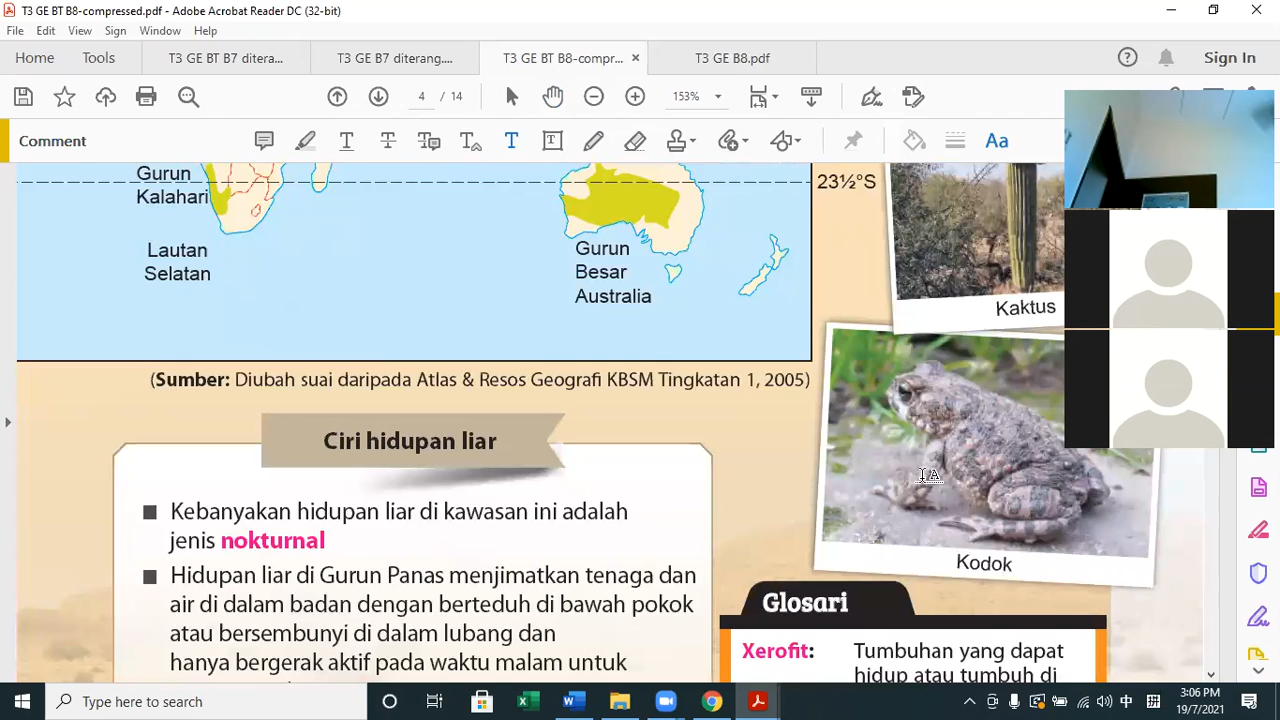 T3 GE BT B8-compressed.pdf - Adobe Acrobat Reader DC (32-bit)
File Edit View Sign Window Help
Home Tools T3 GE BT B7 ditera... T3 GE B7 diterang.... T3 GE BT B8-compr... × T3 GE B8.pdf Sign In
4 / 14 153%
Comment
Gurun
Kalahari
23½°S
Lautan
Selatan
Gurun
Besar
Australia
Kaktus
(Sumber: Diubah suai daripada Atlas & Resos Geografi KBSM Tingkatan 1, 2005)
Ciri hidupan liar
■ Kebanyakan hidupan liar di kawasan ini adalah
jenis nokturnal
■ Hidupan liar di Gurun Panas menjimatkan tenaga dan
air di dalam badan dengan berteduh di bawah pokok
atau bersembunyi di dalam lubang dan
hanya bergerak aktif pada waktu malam untuk
Kodok
Glosari
Xerofit: Tumbuhan yang dapat
hidup atau tumbuh di
Type here to search
中 拼 3:06 PM
19/7/2021